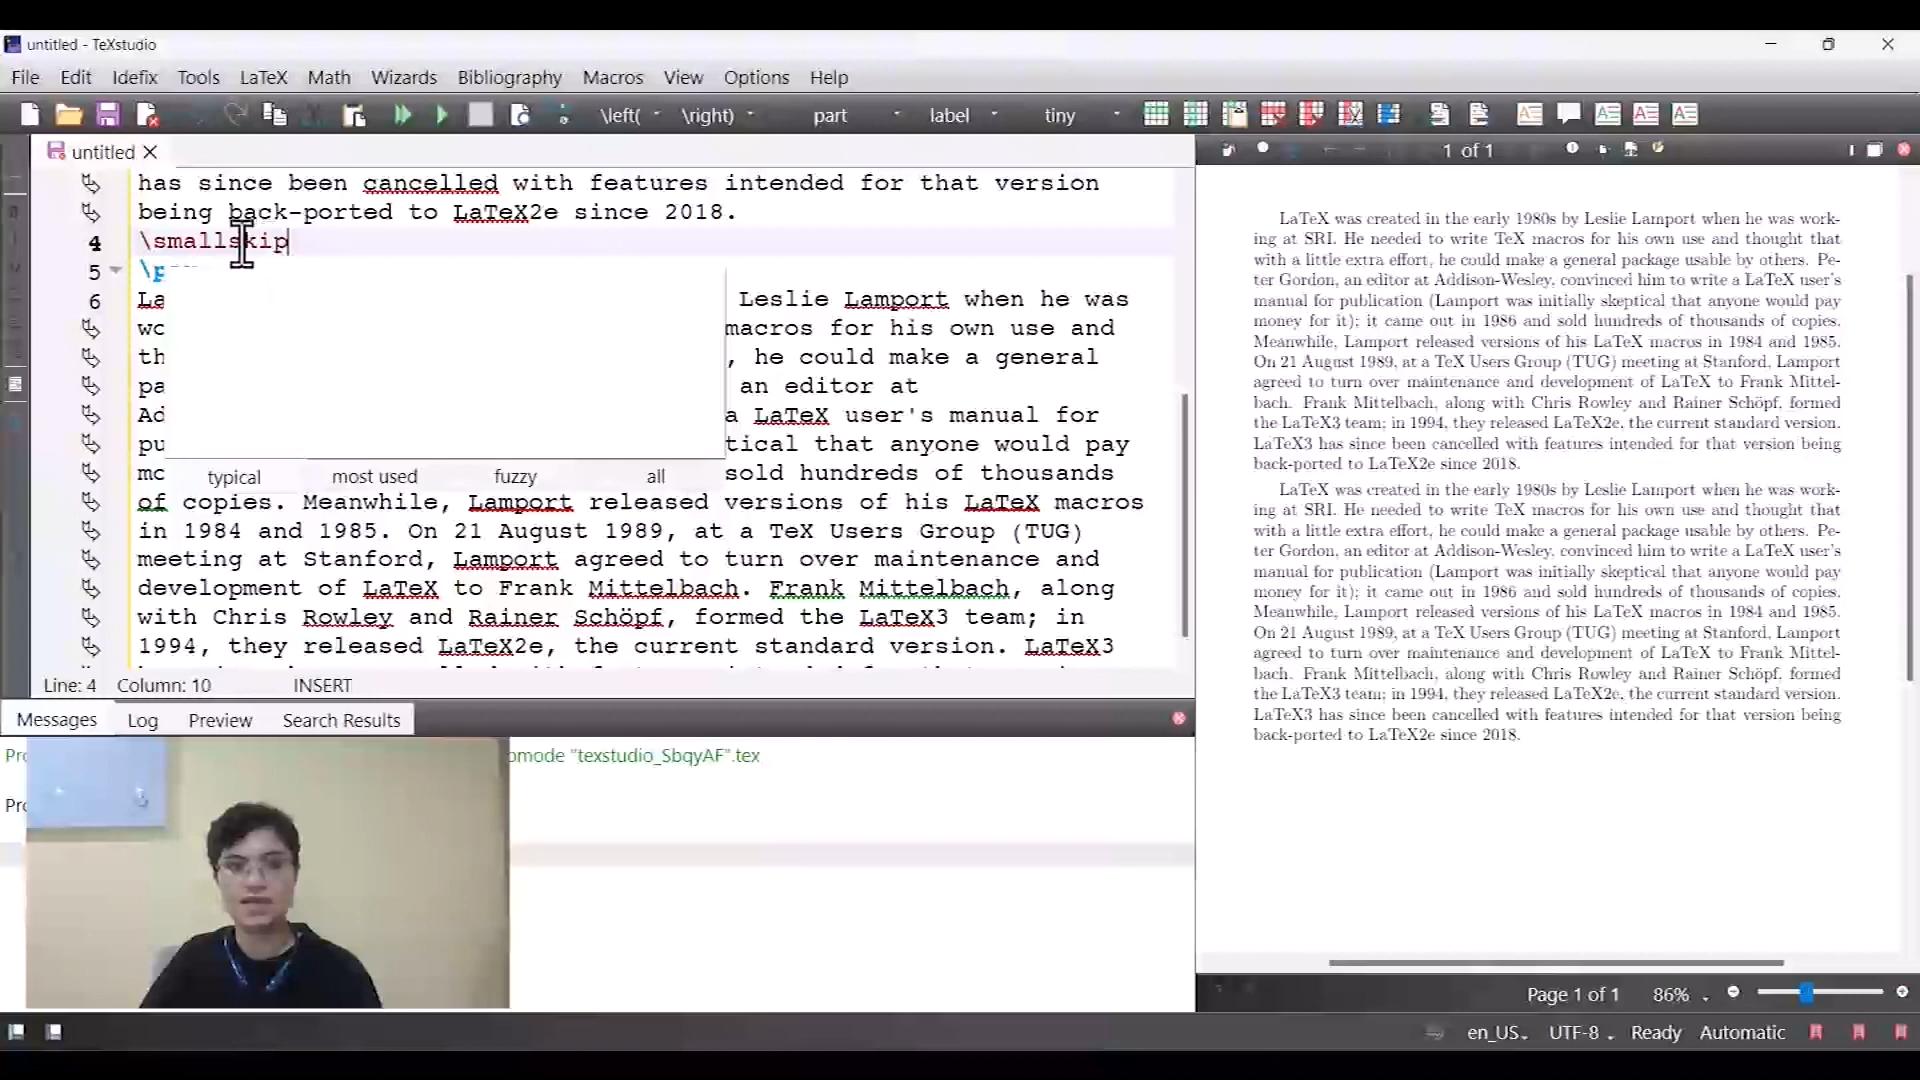 untitled - TeXstudio
File Edit Idefix Tools LaTeX Math Wizards Bibliography Macros View Options Help
\left( \right) part label tiny
untitled
1 of 1
has since been cancelled with features intended for that version
being back-ported to LaTeX2e since 2018.
4 \smallskip
5 \p
6 La Leslie Lamport when he was
wo macros for his own use and
th , he could make a general
pa an editor at
Ad a LaTeX user's manual for
pu tical that anyone would pay
mo sold hundreds of thousands
typical most used fuzzy all
of copies. Meanwhile, Lamport released versions of his LaTeX macros
in 1984 and 1985. On 21 August 1989, at a TeX Users Group (TUG)
meeting at Stanford, Lamport agreed to turn over maintenance and
development of LaTeX to Frank Mittelbach. Frank Mittelbach, along
with Chris Rowley and Rainer Schöpf, formed the LaTeX3 team; in
1994, they released LaTeX2e, the current standard version. LaTeX3
Line: 4 Column: 10 INSERT
Messages Log Preview Search Results
Pro omode "texstudio_SbqyAF".tex
Pro
LaTeX was created in the early 1980s by Leslie Lamport when he was work-
ing at SRI. He needed to write TeX macros for his own use and thought that
with a little extra effort, he could make a general package usable by others. Pe-
ter Gordon, an editor at Addison-Wesley, convinced him to write a LaTeX user's
manual for publication (Lamport was initially skeptical that anyone would pay
money for it); it came out in 1986 and sold hundreds of thousands of copies.
Meanwhile, Lamport released versions of his LaTeX macros in 1984 and 1985.
On 21 August 1989, at a TeX Users Group (TUG) meeting at Stanford, Lamport
agreed to turn over maintenance and development of LaTeX to Frank Mittel-
bach. Frank Mittelbach, along with Chris Rowley and Rainer Schöpf, formed
the LaTeX3 team; in 1994, they released LaTeX2e, the current standard version.
LaTeX3 has since been cancelled with features intended for that version being
back-ported to LaTeX2e since 2018.
LaTeX was created in the early 1980s by Leslie Lamport when he was work-
ing at SRI. He needed to write TeX macros for his own use and thought that
with a little extra effort, he could make a general package usable by others. Pe-
ter Gordon, an editor at Addison-Wesley, convinced him to write a LaTeX user's
manual for publication (Lamport was initially skeptical that anyone would pay
money for it); it came out in 1986 and sold hundreds of thousands of copies.
Meanwhile, Lamport released versions of his LaTeX macros in 1984 and 1985.
On 21 August 1989, at a TeX Users Group (TUG) meeting at Stanford, Lamport
agreed to turn over maintenance and development of LaTeX to Frank Mittel-
bach. Frank Mittelbach, along with Chris Rowley and Rainer Schöpf, formed
the LaTeX3 team; in 1994, they released LaTeX2e, the current standard version.
LaTeX3 has since been cancelled with features intended for that version being
back-ported to LaTeX2e since 2018.
Page 1 of 1 86%
en_US UTF-8 Ready Automatic